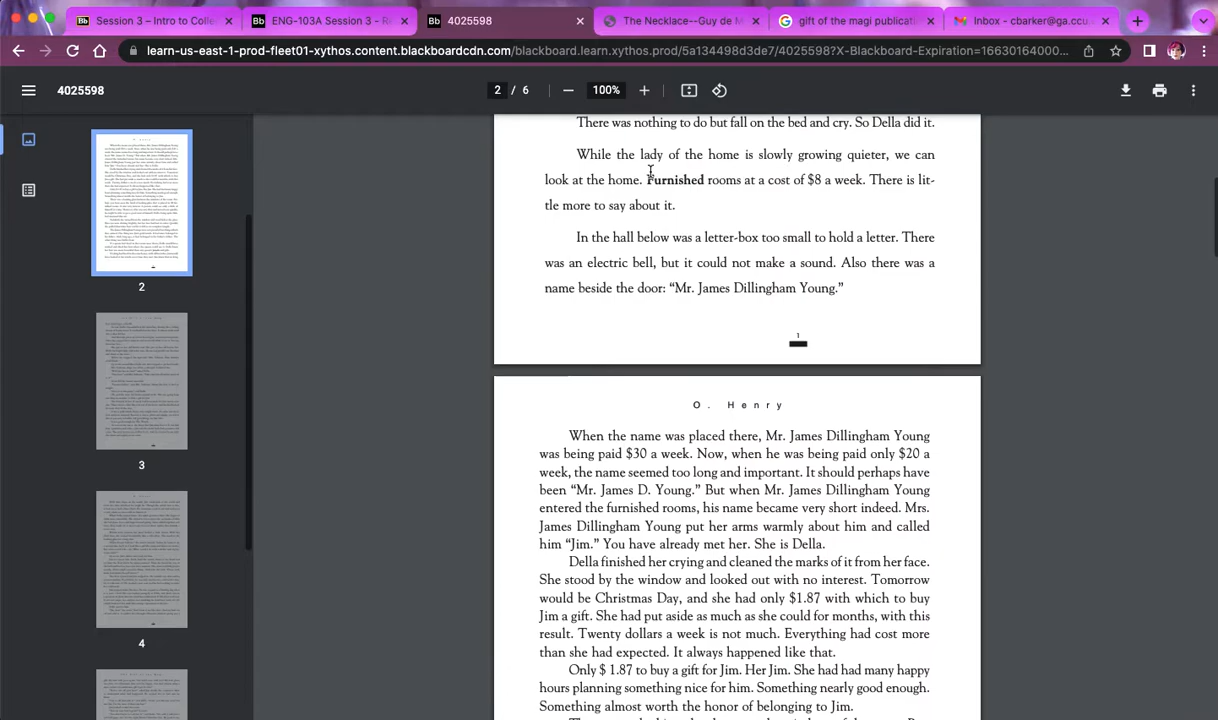 Session 3 – Intro to Colle
ENG-103A Session 3 - R
4025598
The Necklace--Guy de M
gift of the magi publicati
Inbox - cbarker@ga.ccu
learn-us-east-1-prod-fleet01-xythos.content.blackboardcdn.com/blackboard.learn.xythos.prod/5a134498d3de7/4025598?X-Blackboard-Expiration=16630164000...
4025598
2 / 6
100%
There was nothing to do but fall on the bed and cry. So Della did it.
While the lady of the home is slowly growing quieter, we can
look at the home. Furnished rooms at a cost of $8 a week. There is lit-
tle more to say about it.
In the hall below was a letter-box too small to hold a letter. There
was an electric bell, but it could not make a sound. Also there was a
name beside the door: “Mr. James Dillingham Young.”
1
O. Henry
When the name was placed there, Mr. James Dillingham Young
was being paid $30 a week. Now, when he was being paid only $20 a
week, the name seemed too long and important. It should perhaps have
been “Mr. James D. Young.” But when Mr. James Dillingham Young
entered the furnished rooms, his name became very short indeed. Mrs.
James Dillingham Young put her arms warmly about him and called
him “Jim.” You have already met her. She is Della.
Della finished her crying and cleaned the marks of it from her face.
She stood by the window and looked out with no interest. Tomorrow
would be Christmas Day, and she had only $1.87 with which to buy
Jim a gift. She had put aside as much as she could for months, with this
result. Twenty dollars a week is not much. Everything had cost more
than she had expected. It always happened like that.
Only $ 1.87 to buy a gift for Jim. Her Jim. She had had many happy
hours planning something nice for him. Something nearly good enough.
Something almost worth the honor of belonging to Jim.
2
3
4